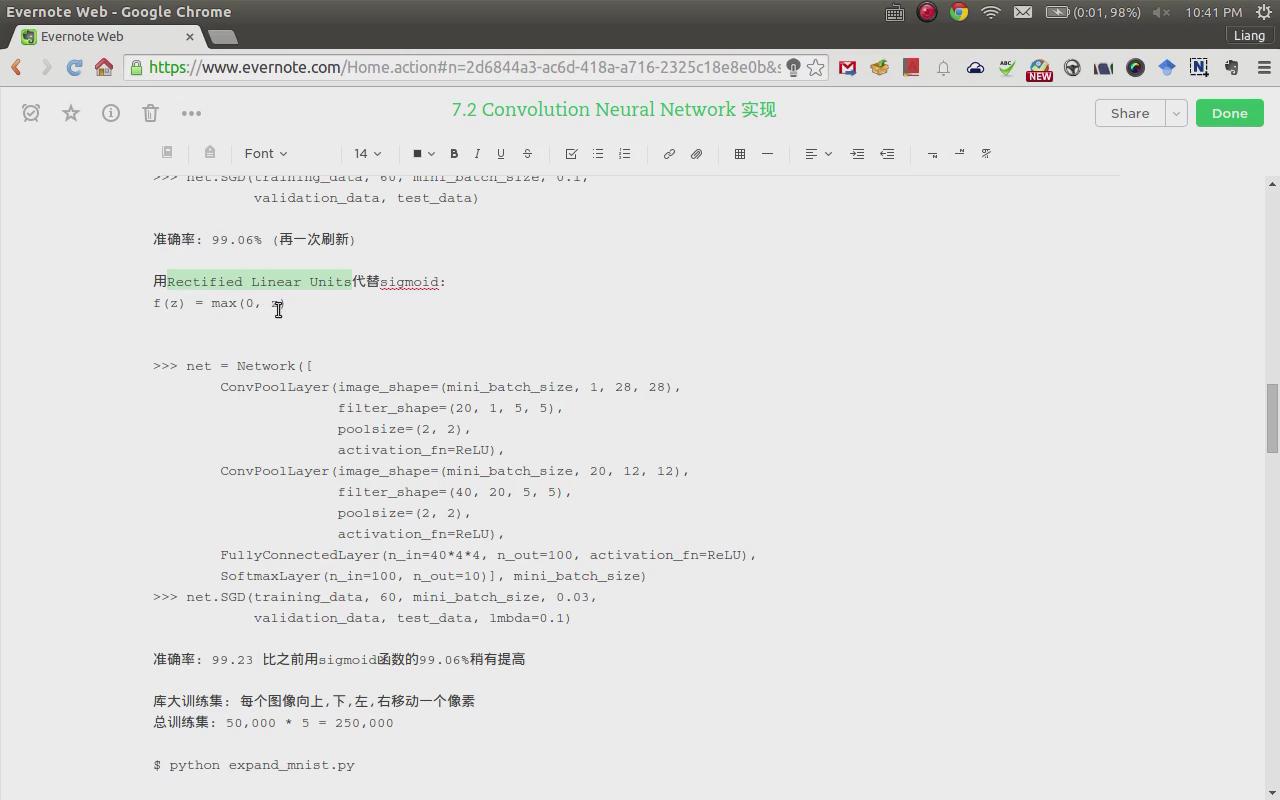 Evernote Web - Google Chrome
(0:01, 98%)
10:41 PM
Evernote Web
Liang
https://www.evernote.com/Home.action#n=2d6844a3-ac6d-418a-a716-2325c18e8e0b&s
ABC
NEW
N
7.2 Convolution Neural Network 实现
Share
Done
Font
14
B I U S
>>> net.SGD(training_data, 60, mini_batch_size, 0.1,
validation_data, test_data)
准确率: 99.06% (再一次刷新)
用Rectified Linear Units代替sigmoid:
f(z) = max(0, z)
>>> net = Network([
ConvPoolLayer(image_shape=(mini_batch_size, 1, 28, 28),
filter_shape=(20, 1, 5, 5),
poolsize=(2, 2),
activation_fn=ReLU),
ConvPoolLayer(image_shape=(mini_batch_size, 20, 12, 12),
filter_shape=(40, 20, 5, 5),
poolsize=(2, 2),
activation_fn=ReLU),
FullyConnectedLayer(n_in=40*4*4, n_out=100, activation_fn=ReLU),
SoftmaxLayer(n_in=100, n_out=10)], mini_batch_size)
>>> net.SGD(training_data, 60, mini_batch_size, 0.03,
validation_data, test_data, lmbda=0.1)
准确率: 99.23 比之前用sigmoid函数的99.06%稍有提高
库大训练集: 每个图像向上,下,左,右移动一个像素
总训练集: 50,000 * 5 = 250,000
$ python expand_mnist.py